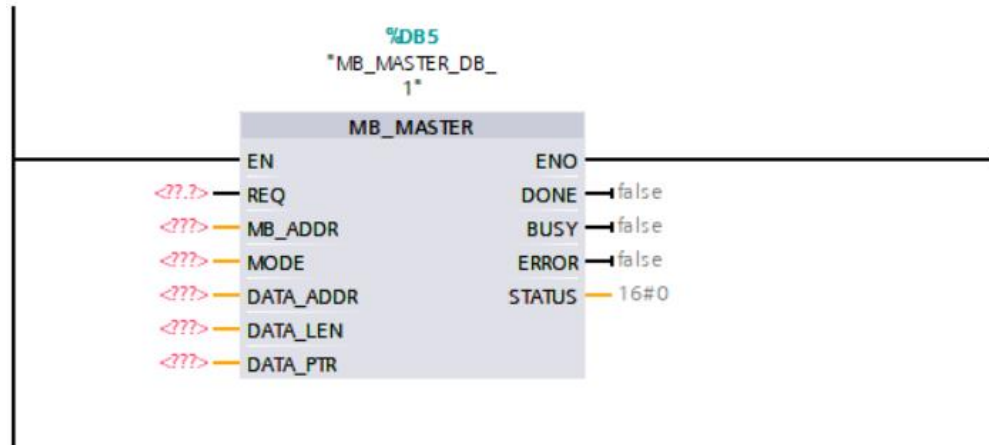 %DB5
"MB_MASTER_DB_
1"
MB_MASTER
EN ENO
<??.?> REQ DONE false
<???> MB_ADDR BUSY false
<???> MODE ERROR false
<???> DATA_ADDR STATUS 16#0
<???> DATA_LEN
<???> DATA_PTR